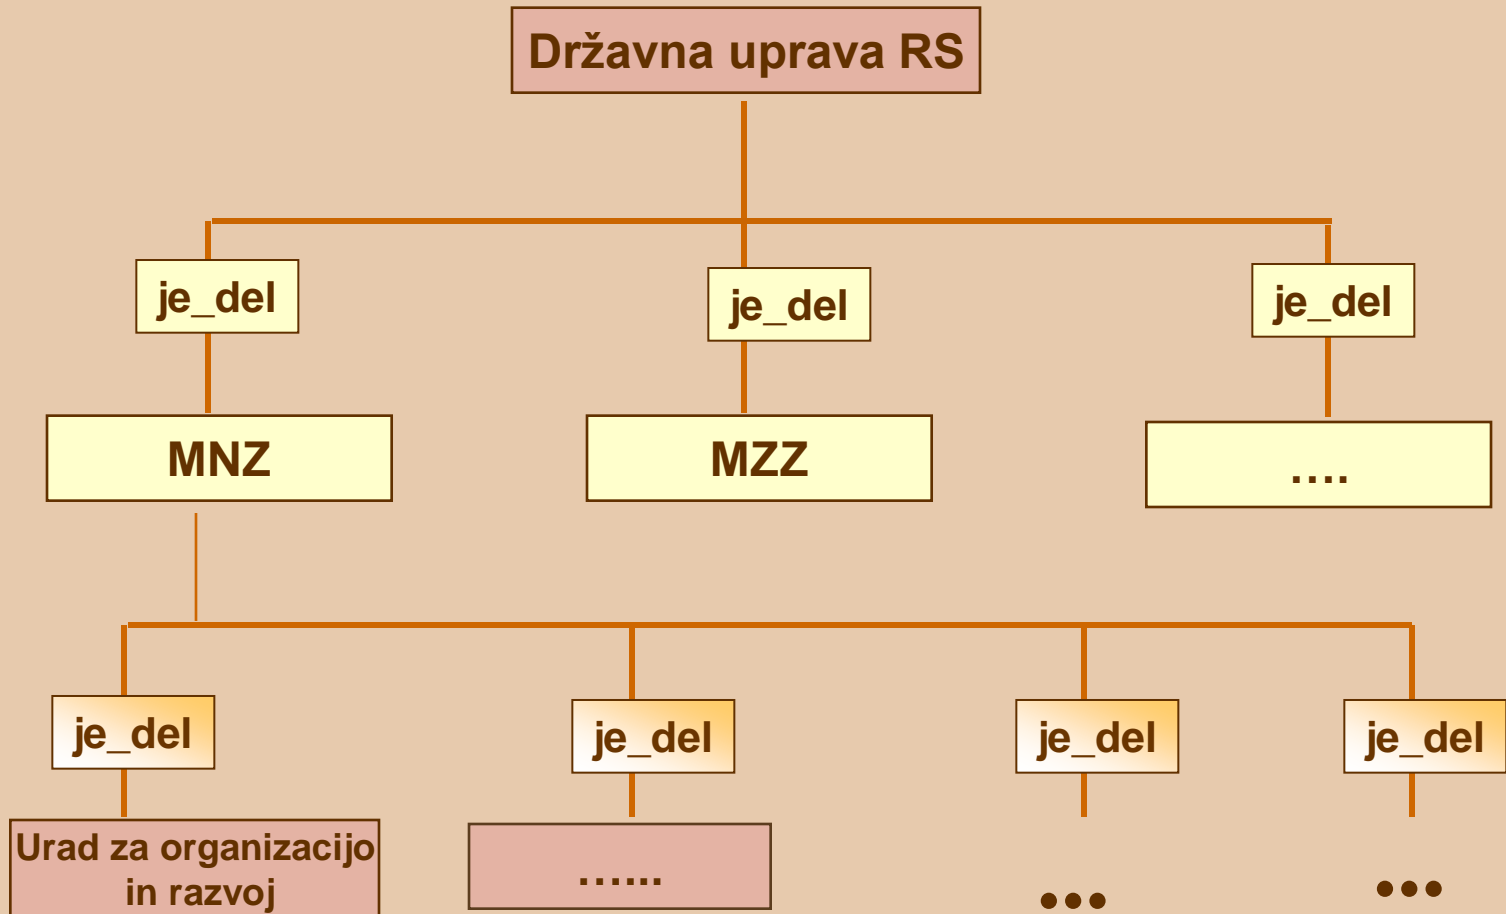 Državna uprava RS
je_del
je_del
je_del
MNZ
MZZ
….
je_del
je_del
je_del
je_del
Urad za organizacijo
in razvoj
…...
•••
•••